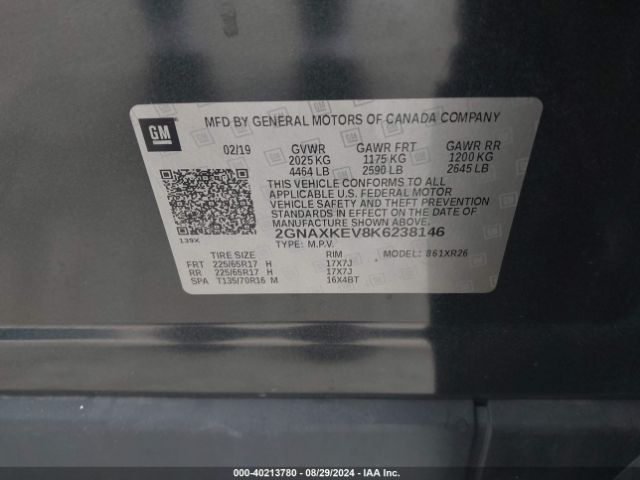 GM
MFD BY GENERAL MOTORS OF CANADA COMPANY
02/19 GVWR GAWR FRT GAWR RR
2025 KG 1175 KG 1200 KG
4464 LB 2590 LB 2645 LB
THIS VEHICLE CONFORMS TO ALL
APPLICABLE U.S. FEDERAL MOTOR
VEHICLE SAFETY AND THEFT PREVENTION
STANDARDS IN EFFECT ON THE DATE OF
MANUFACTURE SHOWN ABOVE.
2GNAXKEV8K6238146
139X TYPE: M.P.V.
TIRE SIZE RIM MODEL: 861XR26
FRT 225/65R17 H 17X7J
RR 225/65R17 H 17X7J
SPA T135/70R16 M 16X4BT
000-40213780 - 08/29/2024 - IAA Inc.